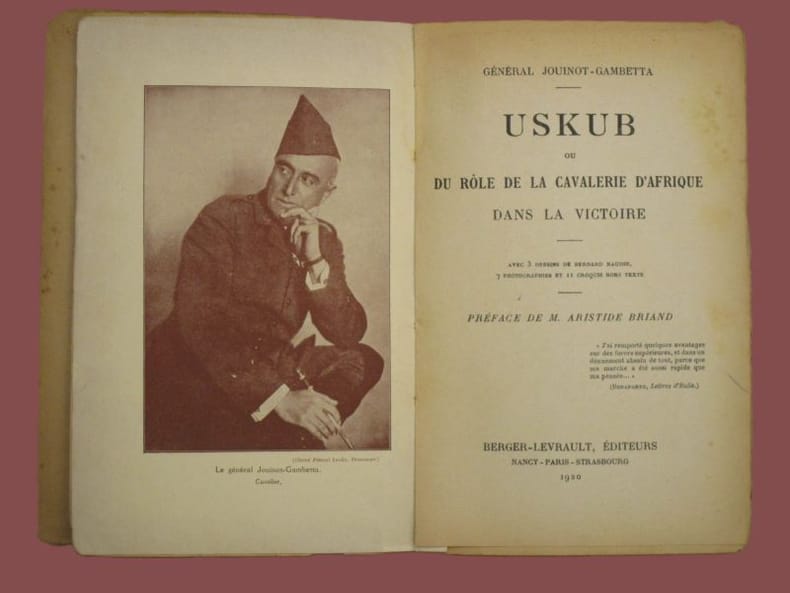 Le général Jouinot-Gambetta.
Cavalier,
GÉNÉRAL JOUINOT-GAMBETTA
USKUB
OU
DU RÔLE DE LA CAVALERIE D'AFRIQUE
DANS LA VICTOIRE
AVEC 3 DESSINS DE BERNARD NAUDIN,
7 PHOTOGRAPHIES ET 11 CROQUIS HORS TEXTE
PRÉFACE DE M. ARISTIDE BRIAND
« J'ai remporté quelques avantages
sur des forces supérieures, et dans un
dénuement absolu de tout, parce que
ma marche a été aussi rapide que
ma pensée... »
(BONAPARTE, Lettres d'Italie.)
BERGER-LEVRAULT, ÉDITEURS
NANCY-PARIS-STRASBOURG
1920